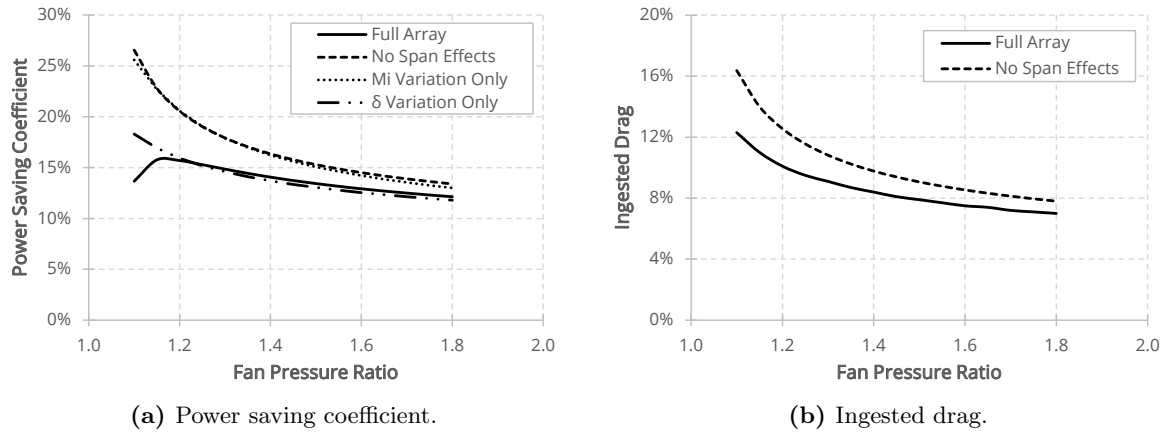 30%
25%
20%
15%
10%
5%
0%
Power Saving Coefficient
Full Array
No Span Effects
Mi Variation Only
δ Variation Only
1.0 1.2 1.4 1.6 1.8 2.0
Fan Pressure Ratio
(a) Power saving coefficient.
20%
16%
12%
8%
4%
0%
Ingested Drag
Full Array
No Span Effects
1.0 1.2 1.4 1.6 1.8 2.0
Fan Pressure Ratio
(b) Ingested drag.